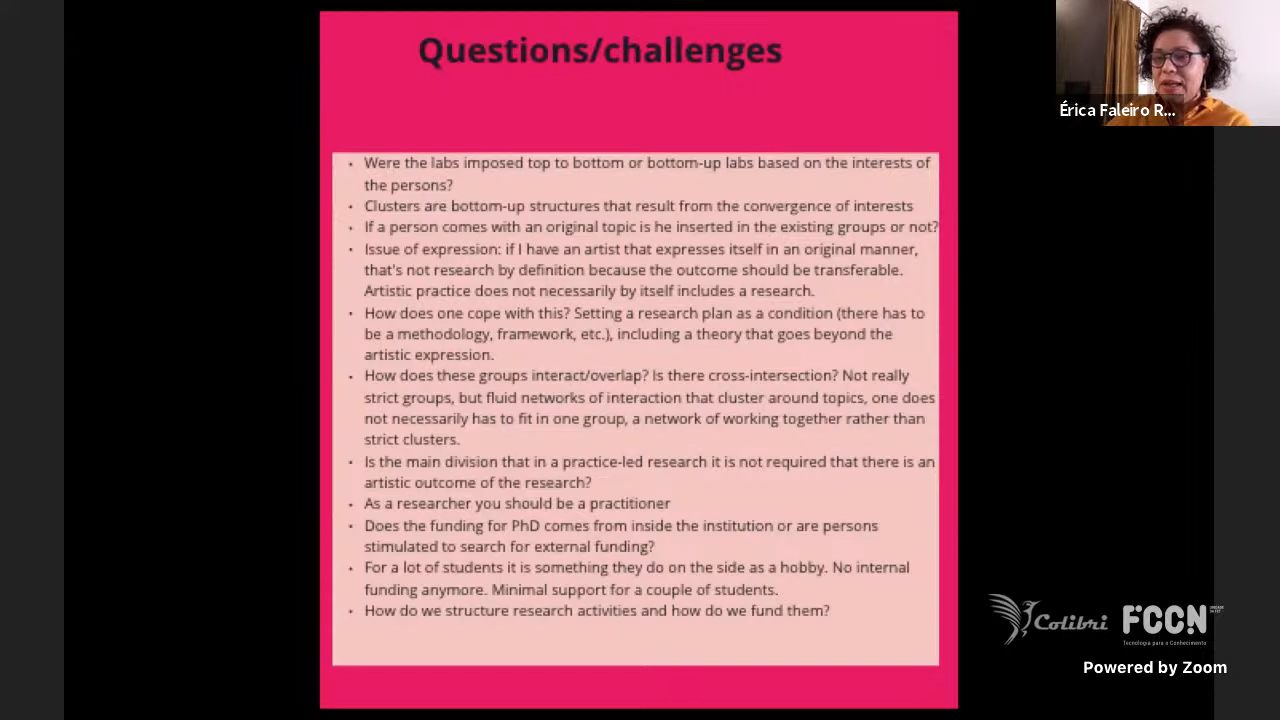 Questions/challenges
Érica Faleiro R...
• Were the labs imposed top to bottom or bottom-up labs based on the interests of
the persons?
• Clusters are bottom-up structures that result from the convergence of interests
• If a person comes with an original topic is he inserted in the existing groups or not?
• Issue of expression: if I have an artist that expresses itself in an original manner,
that's not research by definition because the outcome should be transferable.
Artistic practice does not necessarily by itself includes a research.
• How does one cope with this? Setting a research plan as a condition (there has to
be a methodology, framework, etc.), including a theory that goes beyond the
artistic expression.
• How does these groups interact/overlap? Is there cross-intersection? Not really
strict groups, but fluid networks of interaction that cluster around topics, one does
not necessarily has to fit in one group, a network of working together rather than
strict clusters.
• Is the main division that in a practice-led research it is not required that there is an
artistic outcome of the research?
• As a researcher you should be a practitioner
• Does the funding for PhD comes from inside the institution or are persons
stimulated to search for external funding?
• For a lot of students it is something they do on the side as a hobby. No internal
funding anymore. Minimal support for a couple of students.
• How do we structure research activities and how do we fund them?
Colibri FCCN
Tecnologia para o Conhecimento
Powered by Zoom